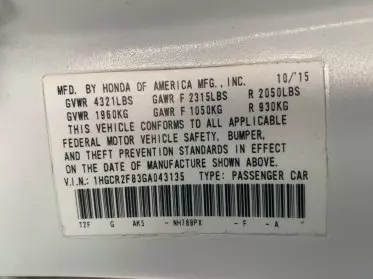 MFD. BY HONDA OF AMERICA MFG., INC. 10/15
GVWR 4321LBS GAWR F 2315LBS R 2050LBS
GVWR 1960KG GAWR F 1050KG R 930KG
THIS VEHICLE CONFORMS TO ALL APPLICABLE
FEDERAL MOTOR VEHICLE SAFETY, BUMPER,
AND THEFT PREVENTION STANDARDS IN EFFECT
ON THE DATE OF MANUFACTURE SHOWN ABOVE.
V.I.N.: 1HGCR2F83GA043135 TYPE: PASSENGER CAR
T2F G AK5 - NH788PX - F - A